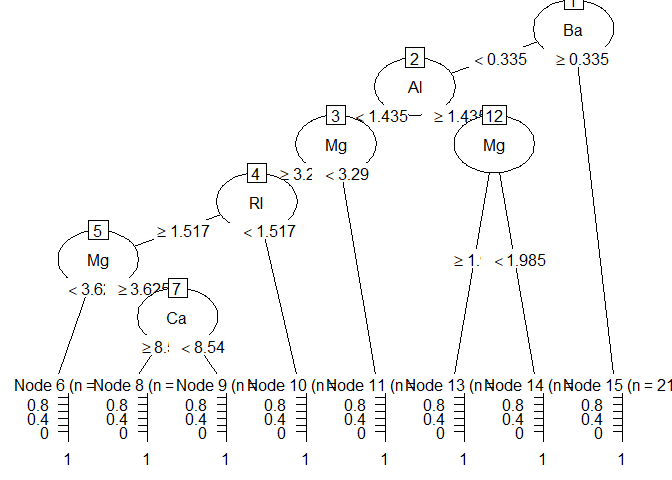 1
Ba
< 0.335
≥ 0.335
2
Al
< 1.435
≥ 1.435
3
Mg
12
Mg
≥ 3.2
< 3.29
4
RI
≥ 1.517
< 1.517
5
Mg
≥ 1.
< 1.985
< 3.62
≥ 3.625
7
Ca
≥ 8.5
< 8.54
Node 6 (n = Node 8 (n = Node 9 (n Node 10 (n Node 11 (n Node 13 (n Node 14 (n Node 15 (n = 21
0.8 0.8 0.8 0.8 0.8 0.8 0.8 0.8
0.4 0.4 0.4 0.4 0.4 0.4 0.4 0.4
0 0 0 0 0 0 0 0
1 1 1 1 1 1 1 1